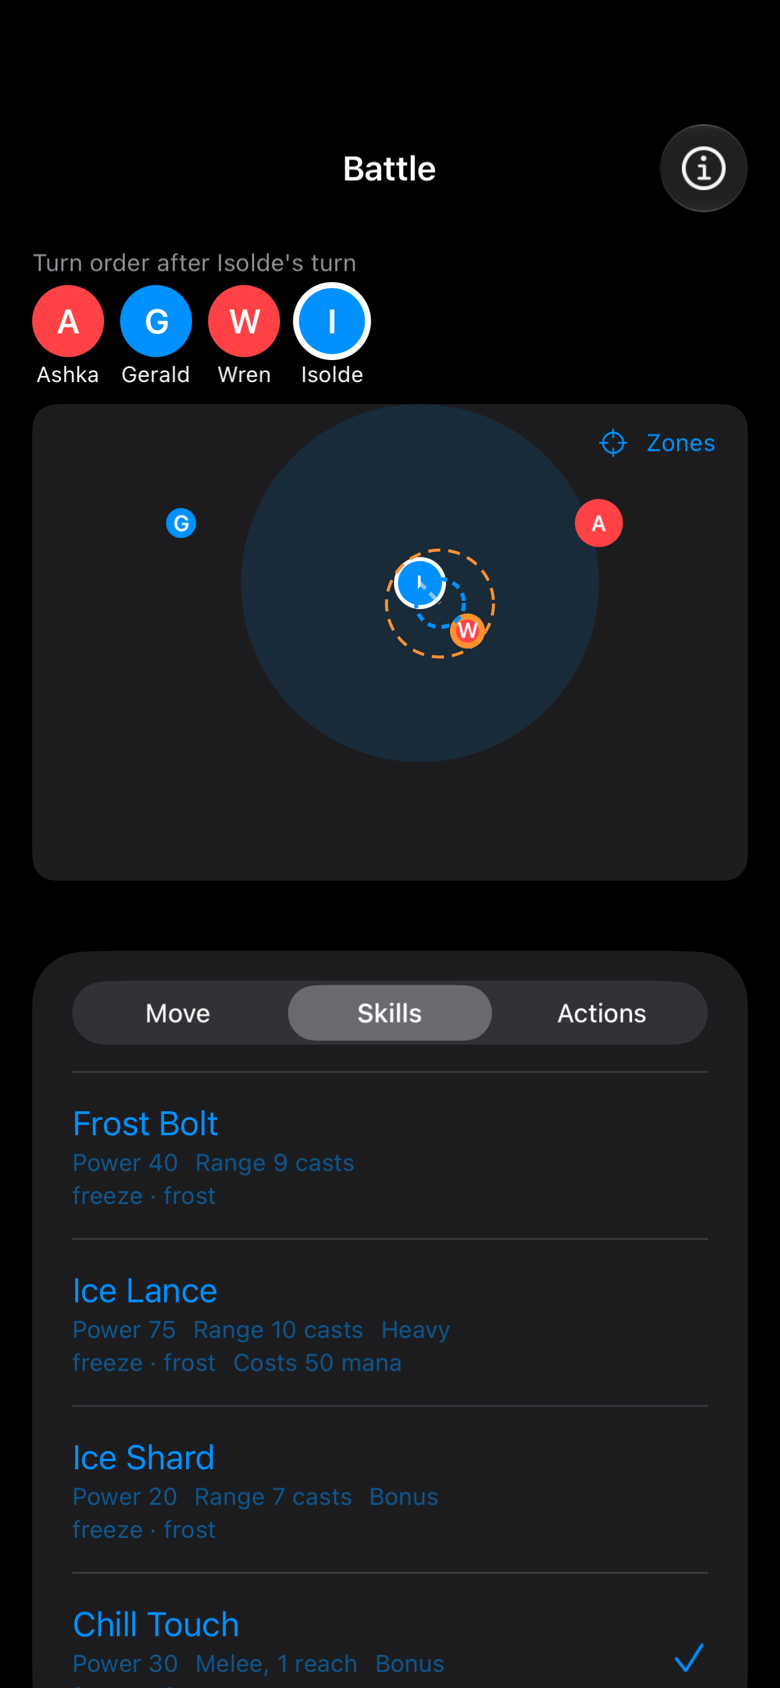 Battle
Turn order after Isolde's turn
A G W I
Ashka Gerald Wren Isolde
Zones
G A
I
W
Move Skills Actions
Frost Bolt
Power 40 Range 9 casts
freeze · frost
Ice Lance
Power 75 Range 10 casts Heavy
freeze · frost Costs 50 mana
Ice Shard
Power 20 Range 7 casts Bonus
freeze · frost
Chill Touch
Power 30 Melee, 1 reach Bonus